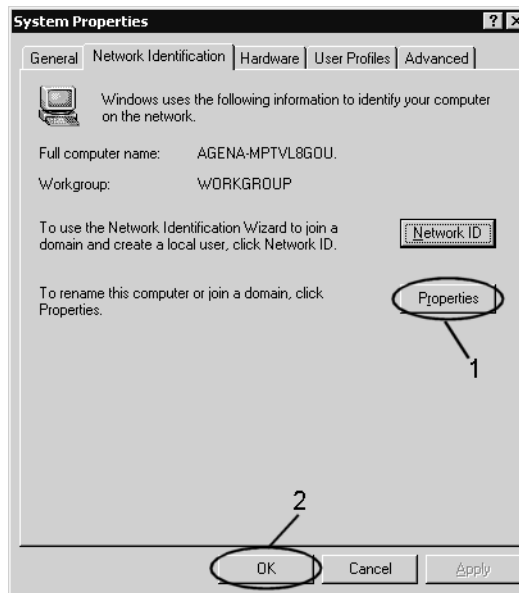 System Properties
General Network Identification Hardware User Profiles Advanced
Windows uses the following information to identify your computer
on the network.
Full computer name: AGENA-MPTVL8GOU.
Workgroup: WORKGROUP
To use the Network Identification Wizard to join a
domain and create a local user, click Network ID.
Network ID
To rename this computer or join a domain, click
Properties.
Properties
1
2
OK Cancel Apply